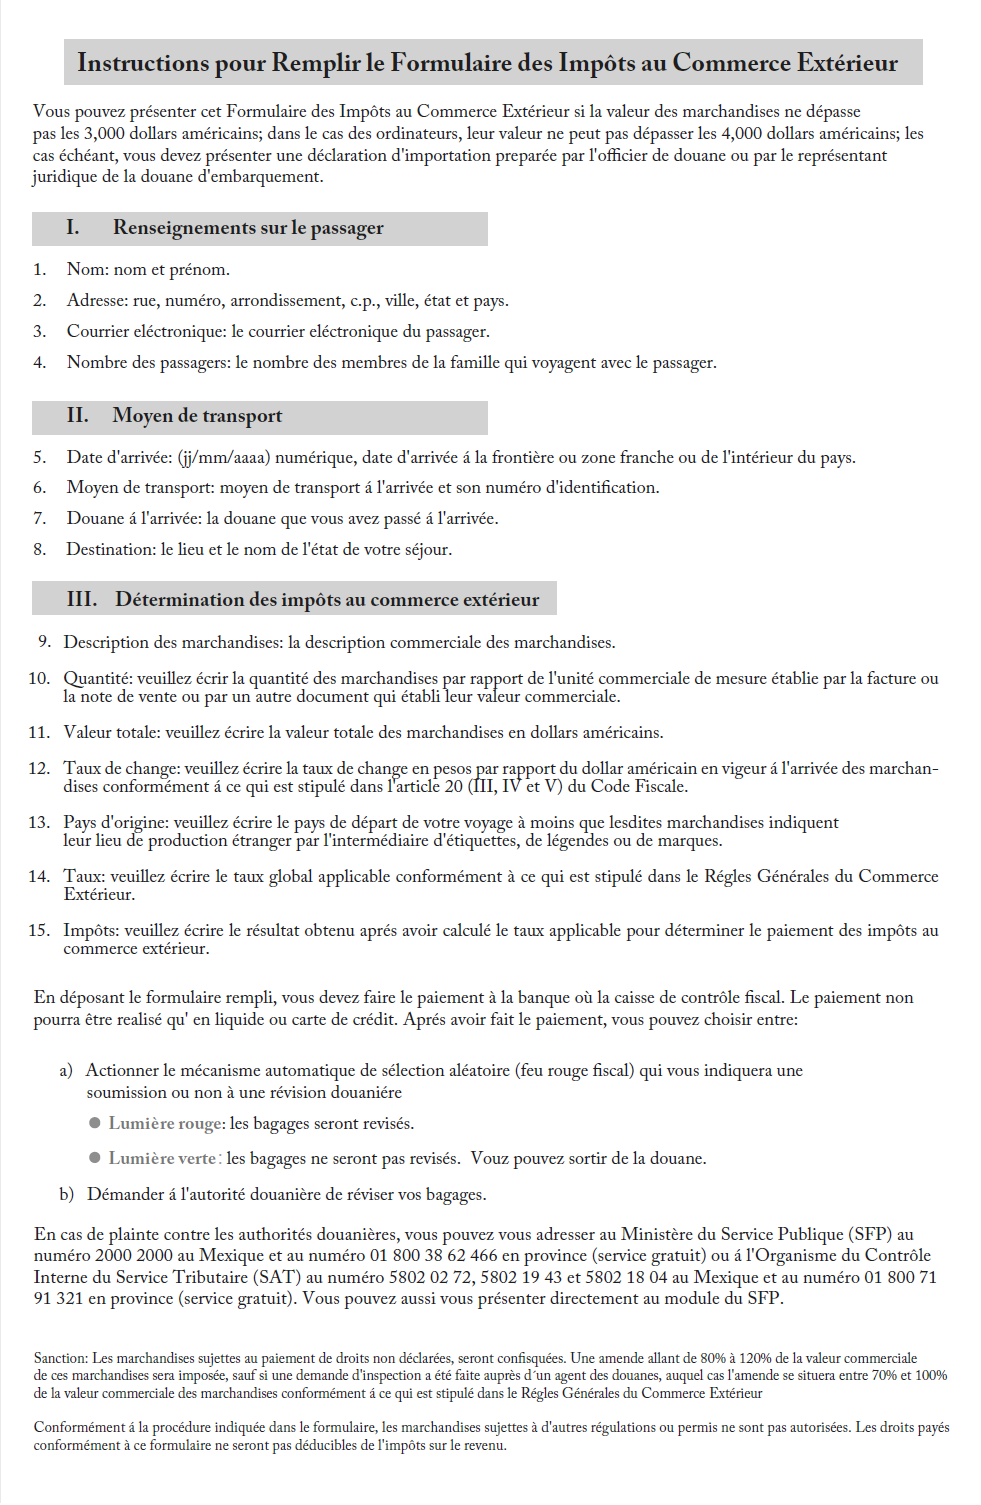 Instructions pour Remplir le Formulaire des Impôts au Commerce Extérieur
Vous pouvez présenter cet Formulaire des Impôts au Commerce Extérieur si la valeur des marchandises ne dépasse
pas les 3,000 dollars américains; dans le cas des ordinateurs, leur valeur ne peut pas dépasser les 4,000 dollars américains; les
cas échéant, vous devez présenter une déclaration d'importation preparée par l'officier de douane ou par le représentant
juridique de la douane d'embarquement.
I. Renseignements sur le passager
1. Nom: nom et prénom.
2. Adresse: rue, numéro, arrondissement, c.p., ville, état et pays.
3. Courrier eléctronique: le courrier eléctronique du passager.
4. Nombre des passagers: le nombre des membres de la famille qui voyagent avec le passager.
II. Moyen de transport
5. Date d'arrivée: (jj/mm/aaaa) numérique, date d'arrivée á la frontière ou zone franche ou de l'intérieur du pays.
6. Moyen de transport: moyen de transport á l'arrivée et son numéro d'identification.
7. Douane á l'arrivée: la douane que vous avez passé á l'arrivée.
8. Destination: le lieu et le nom de l'état de votre séjour.
III. Détermination des impôts au commerce extérieur
9. Description des marchandises: la description commerciale des marchandises.
10. Quantité: veuillez écrir la quantité des marchandises par rapport de l'unité commerciale de mesure établie par la facture ou
la note de vente ou par un autre document qui établi leur valeur commerciale.
11. Valeur totale: veuillez écrire la valeur totale des marchandises en dollars américains.
12. Taux de change: veuillez écrire la taux de change en pesos par rapport du dollar américain en vigeur á l'arrivée des marchan-
dises conformément á ce qui est stipulé dans l'article 20 (III, IV et V) du Code Fiscale.
13. Pays d'origine: veuillez écrire le pays de départ de votre voyage à moins que lesdites marchandises indiquent
leur lieu de production étranger par l'intermédiaire d'étiquettes, de légendes ou de marques.
14. Taux: veuillez écrire le taux global applicable conformément à ce qui est stipulé dans le Régles Générales du Commerce
Extérieur.
15. Impôts: veuillez écrire le résultat obtenu aprés avoir calculé le taux applicable pour déterminer le paiement des impôts au
commerce extérieur.
En déposant le formulaire rempli, vous devez faire le paiement à la banque où la caisse de contrôle fiscal. Le paiement non
pourra être realisé qu' en liquide ou carte de crédit. Aprés avoir fait le paiement, vous pouvez choisir entre:
a) Actionner le mécanisme automatique de sélection aléatoire (feu rouge fiscal) qui vous indiquera une
soumission ou non à une révision douaniére
● Lumière rouge: les bagages seront revisés.
● Lumière verte: les bagages ne seront pas revisés. Vouz pouvez sortir de la douane.
b) Démander á l'autorité douanière de réviser vos bagages.
En cas de plainte contre les authorités douanières, vous pouvez vous adresser au Ministère du Service Publique (SFP) au
numéro 2000 2000 au Mexique et au numéro 01 800 38 62 466 en province (service gratuit) ou á l'Organisme du Contrôle
Interne du Service Tributaire (SAT) au numéro 5802 02 72, 5802 19 43 et 5802 18 04 au Mexique et au numéro 01 800 71
91 321 en province (service gratuit). Vous pouvez aussi vous présenter directement au module du SFP.
Sanction: Les marchandises sujettes au paiement de droits non déclarées, seront confisquées. Une amende allant de 80% à 120% de la valeur commerciale
de ces marchandises sera imposée, sauf si une demande d'inspection a été faite auprès d´un agent des douanes, auquel cas l'amende se situera entre 70% et 100%
de la valeur commerciale des marchandises conformément á ce qui est stipulé dans le Régles Générales du Commerce Extérieur
Conformément á la procédure indiquée dans le formulaire, les marchandises sujettes à d'autres régulations ou permis ne sont pas autorisées. Les droits payés
conformément à ce formulaire ne seront pas déducibles de l'impôts sur le revenu.